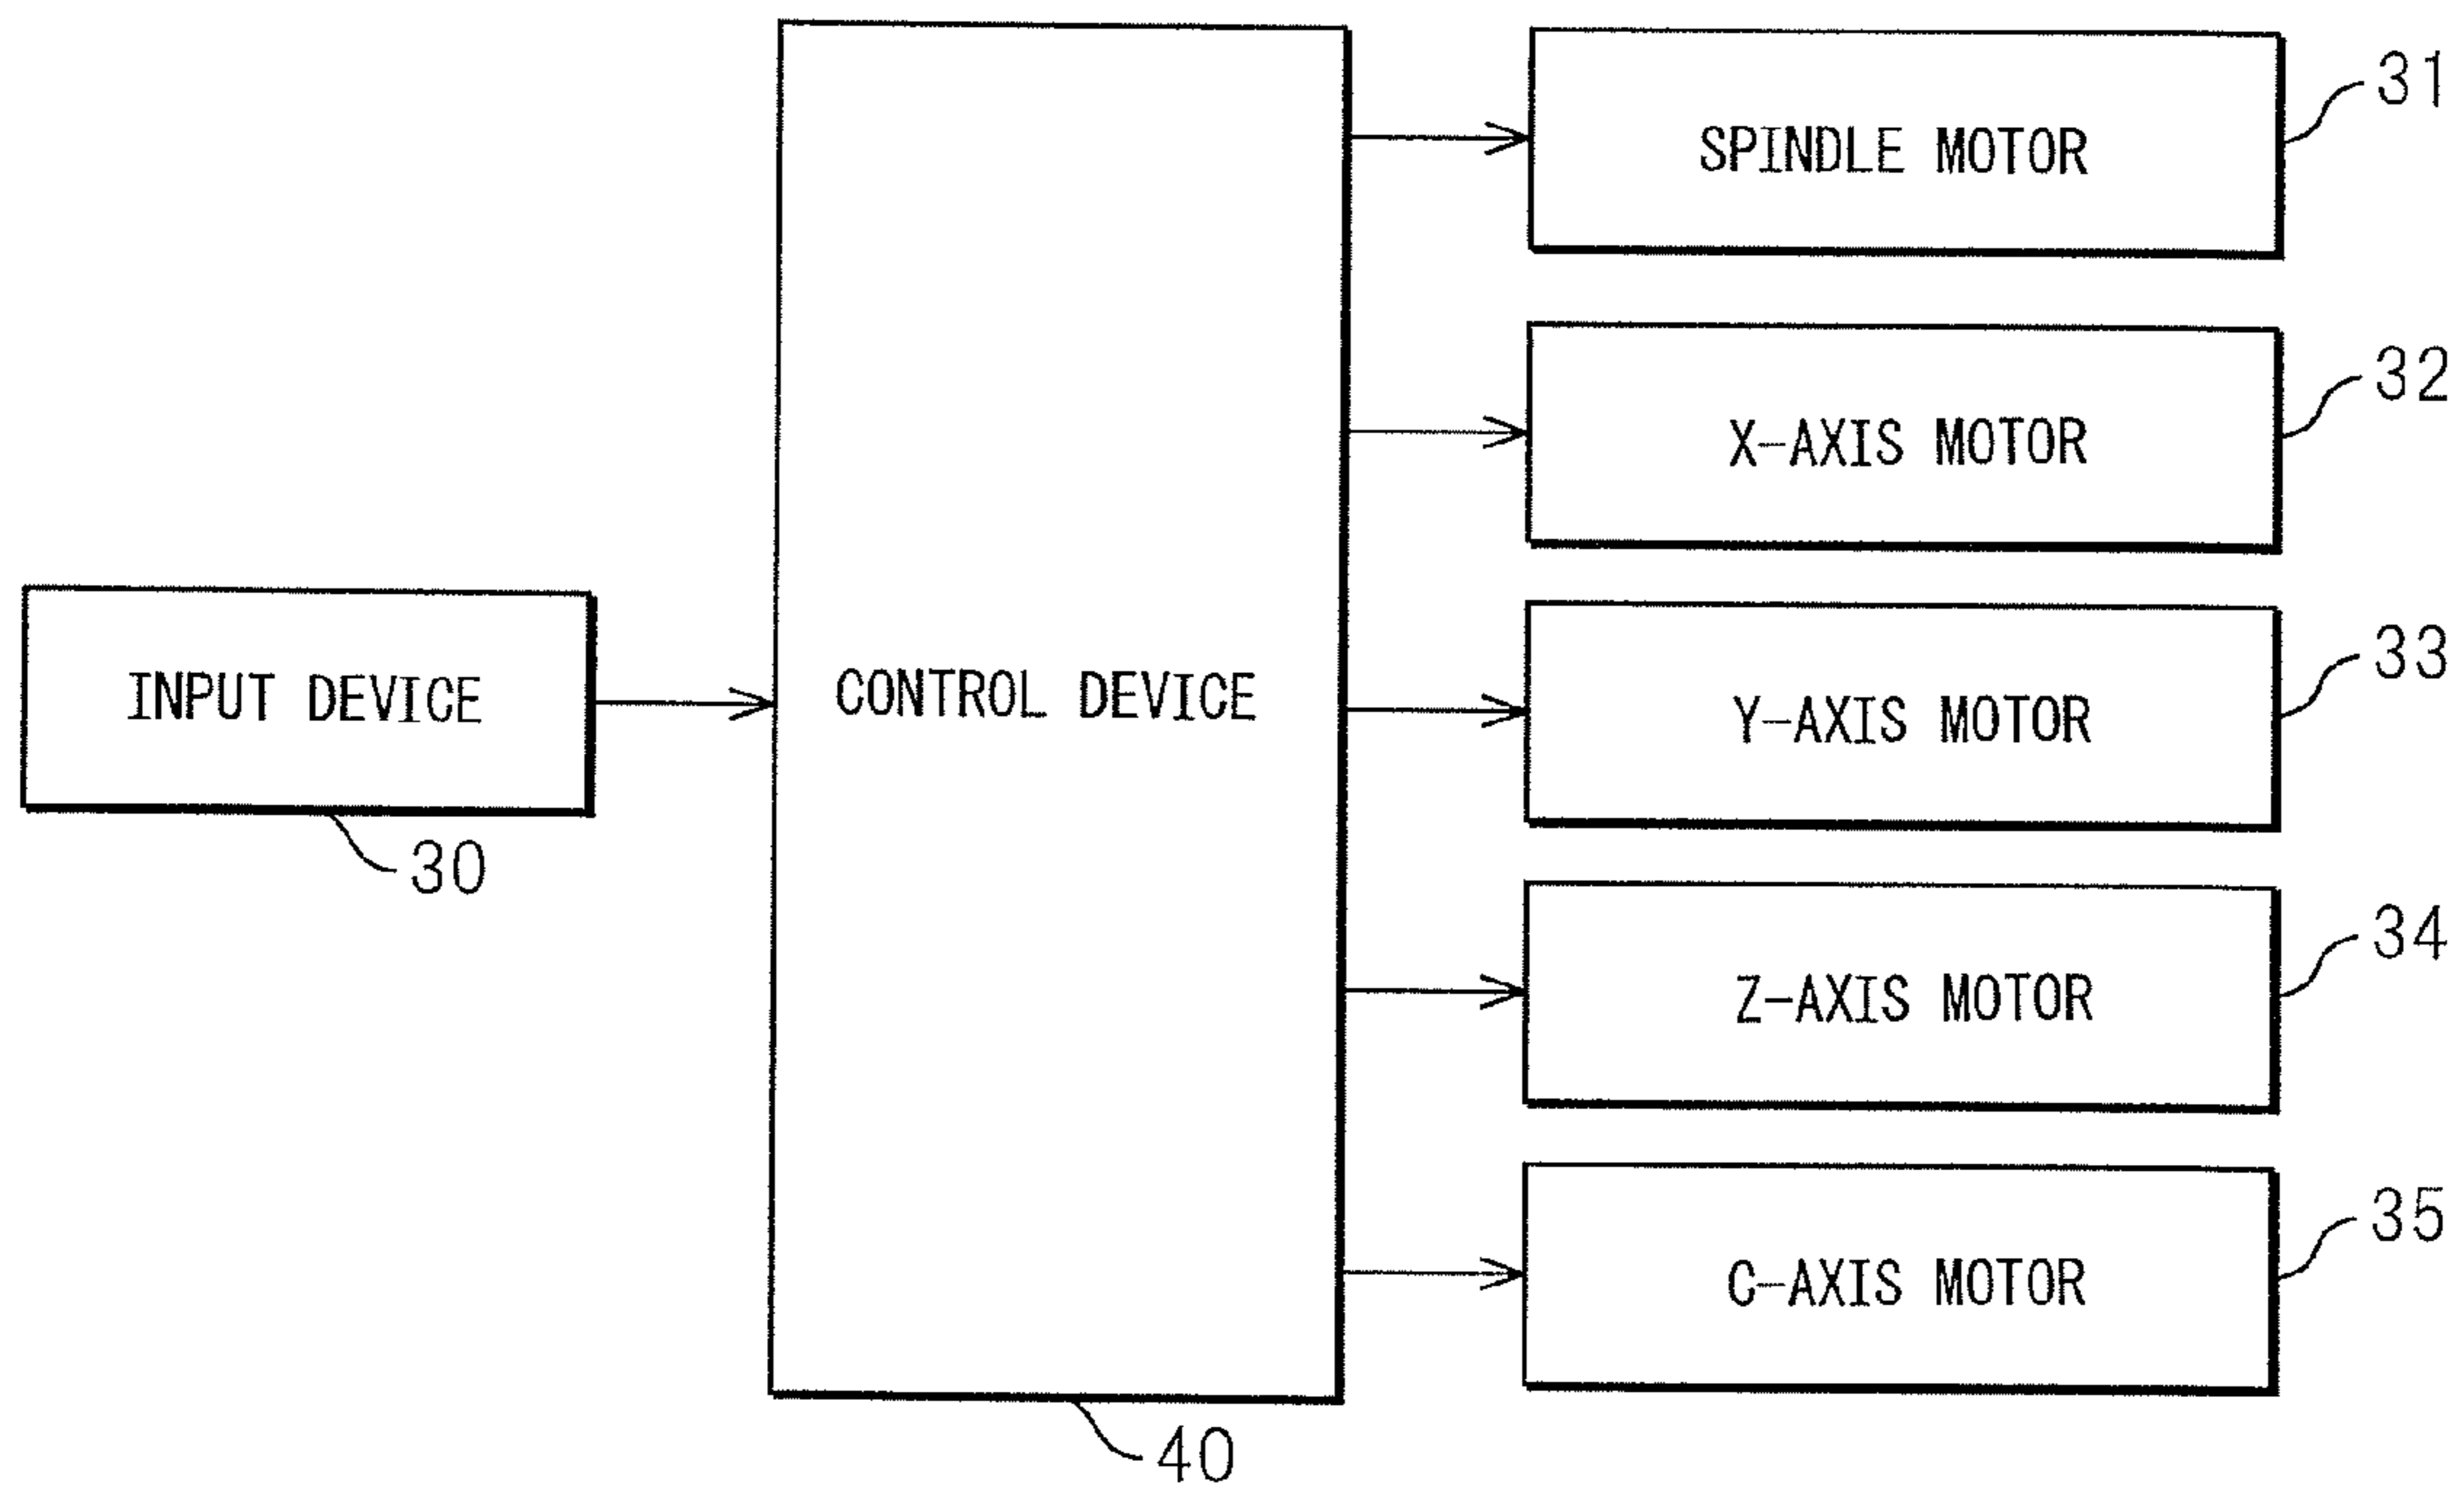 31
SPINDLE MOTOR
32
X-AXIS MOTOR
33
Y-AXIS MOTOR
INPUT DEVICE
CONTROL DEVICE
30
34
Z-AXIS MOTOR
35
C-AXIS MOTOR
40